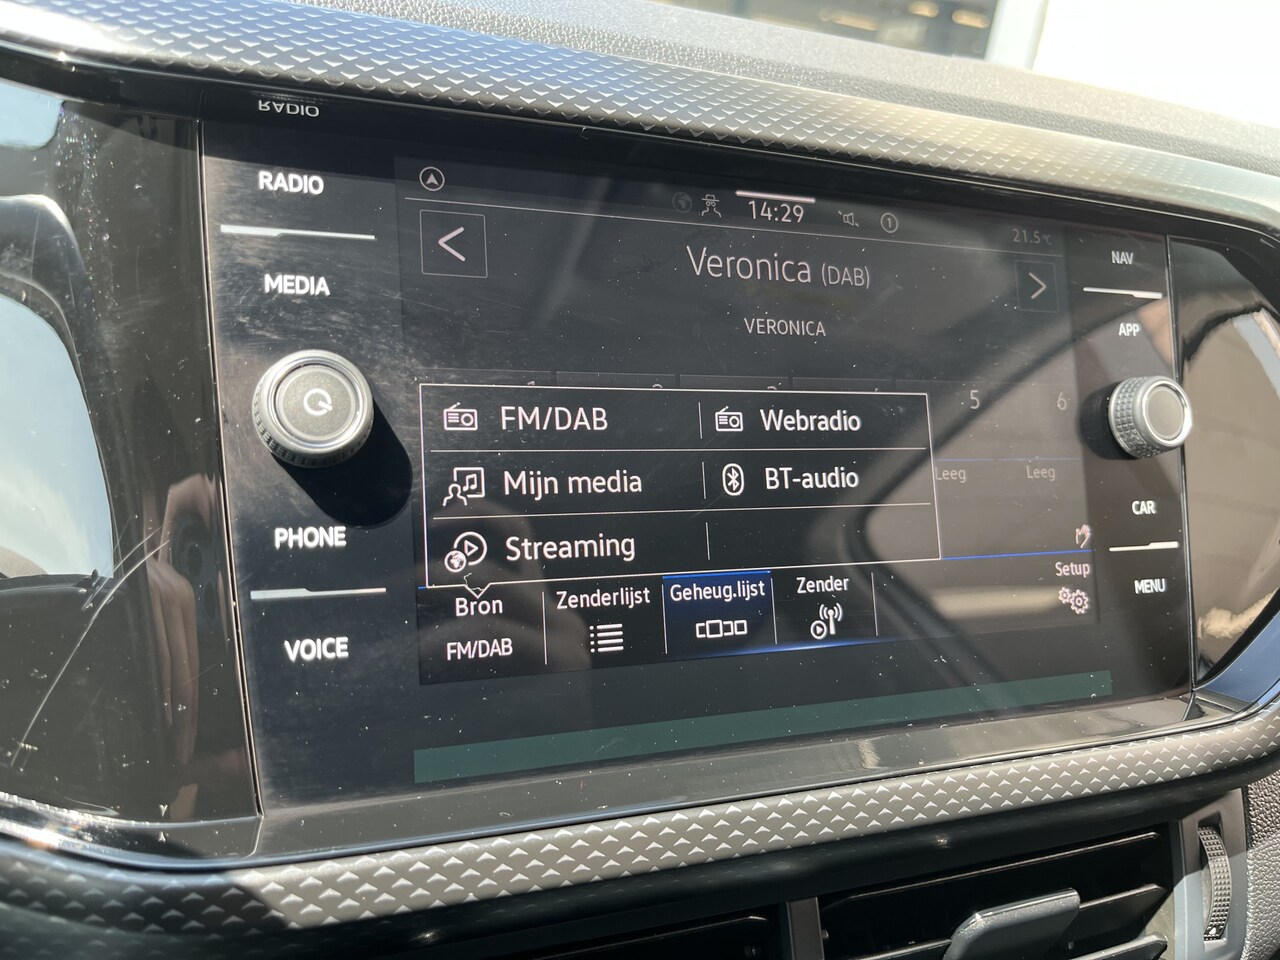 RADIO
RADIO
MEDIA
PHONE
VOICE
14:29
1
21.5°C
Veronica (DAB)
VERONICA
5
6
Leeg
Leeg
FM/DAB
Webradio
Mijn media
BT-audio
Streaming
Bron
FM/DAB
Zenderlijst
Geheug.lijst
Zender
Setup
NAV
APP
CAR
MENU